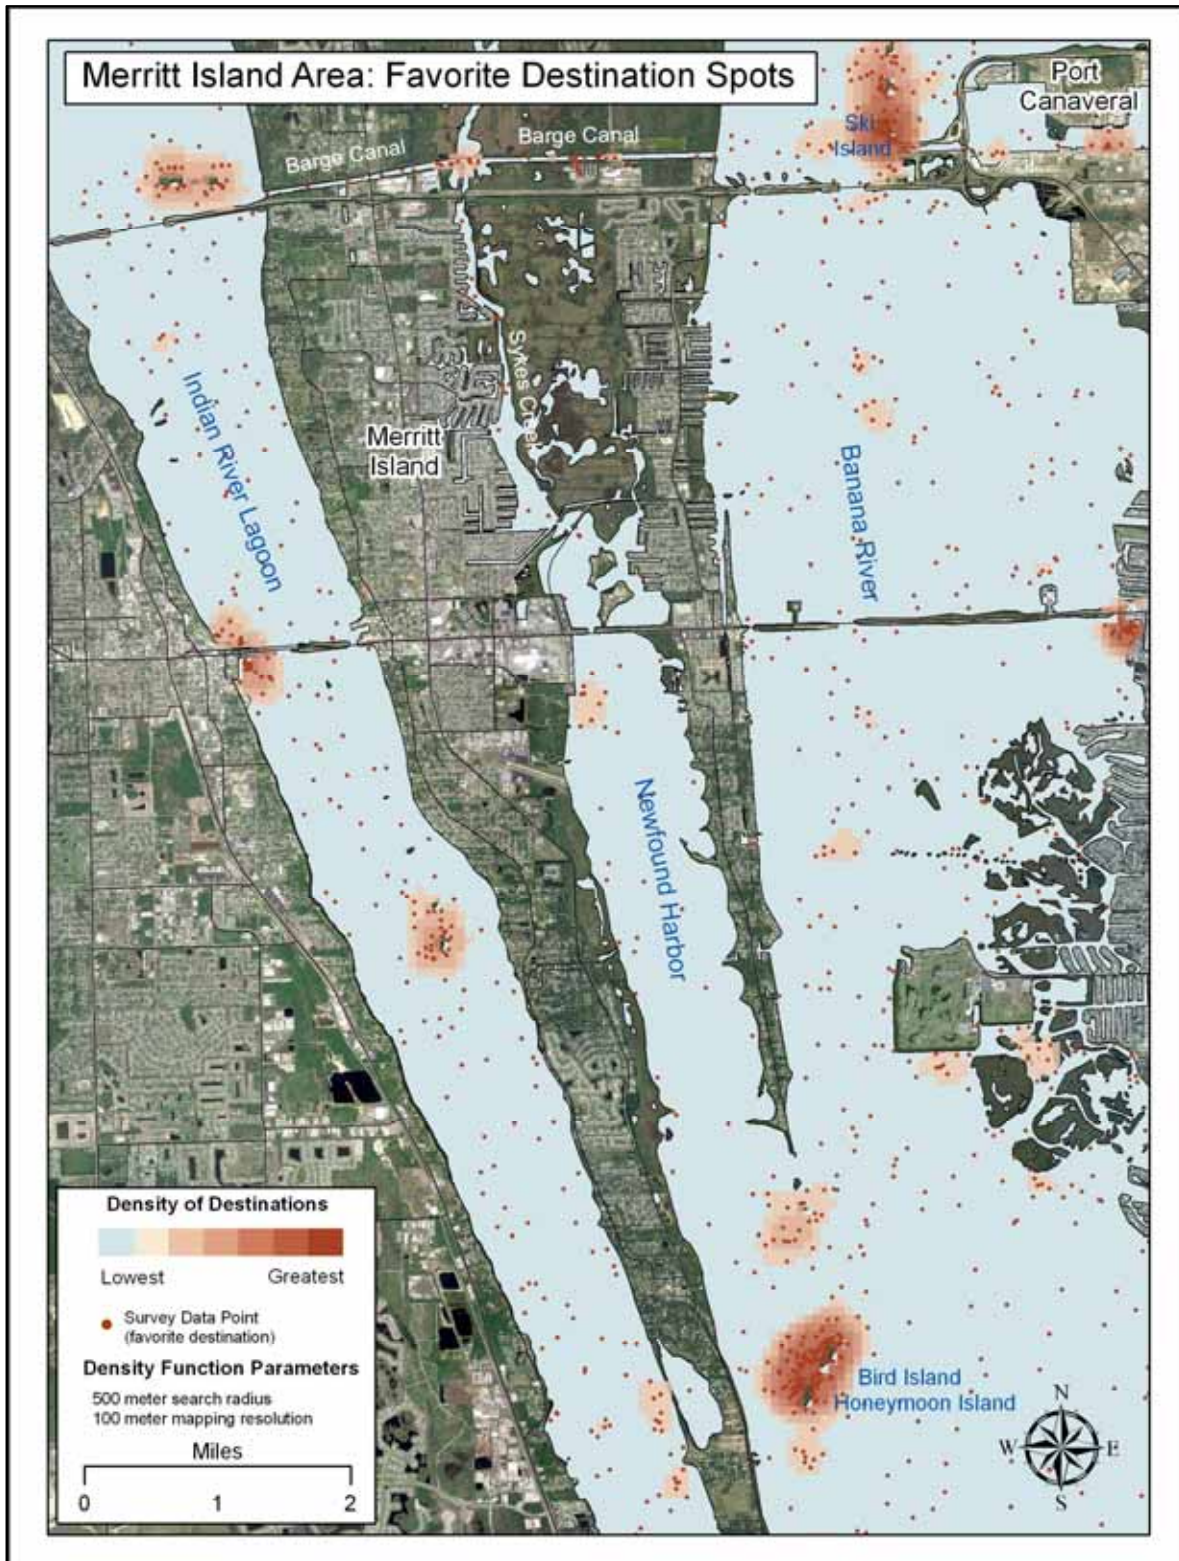 Merritt Island Area: Favorite Destination Spots
Port
Canaveral
Ski
Island
Barge Canal
Barge Canal
Sykes Creek
Indian River Lagoon
Merritt
Island
Banana River
Newfound Harbor
Bird Island
Honeymoon Island
Density of Destinations
Lowest Greatest
Survey Data Point
(favorite destination)
Density Function Parameters
500 meter search radius
100 meter mapping resolution
Miles
0 1 2
N
W E
S